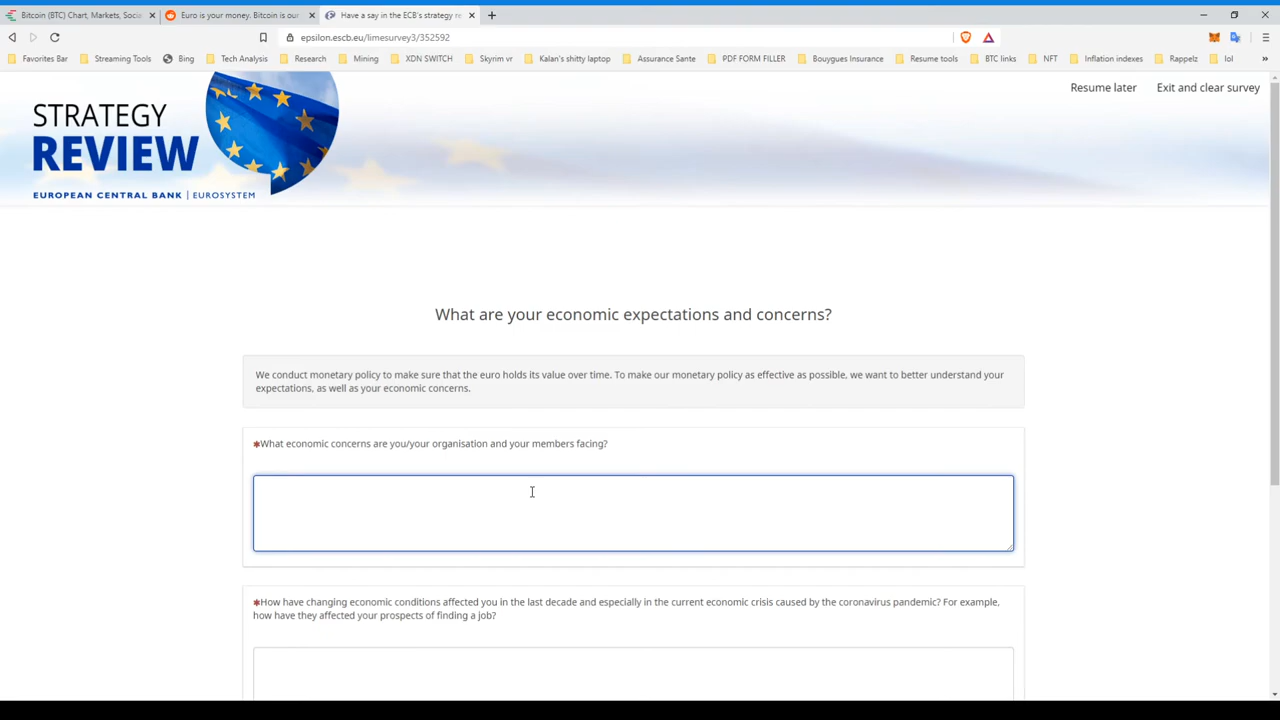 Bitcoin (BTC) Chart, Markets, Socia
Euro is your money. Bitcoin is our
Have a say in the ECB's strategy re
epsilon.escb.eu/limesurvey3/352592
Favorites Bar
Streaming Tools
Bing
Tech Analysis
Research
Mining
XDN SWITCH
Skyrim vr
Kalan's shitty laptop
Assurance Sante
PDF FORM FILLER
Bouygues Insurance
Resume tools
BTC links
NFT
Inflation indexes
Rappelz
lol
»
Resume later
Exit and clear survey
STRATEGY
REVIEW
EUROPEAN CENTRAL BANK | EUROSYSTEM
What are your economic expectations and concerns?
We conduct monetary policy to make sure that the euro holds its value over time. To make our monetary policy as effective as possible, we want to better understand your
expectations, as well as your economic concerns.
*What economic concerns are you/your organisation and your members facing?
*How have changing economic conditions affected you in the last decade and especially in the current economic crisis caused by the coronavirus pandemic? For example,
how have they affected your prospects of finding a job?